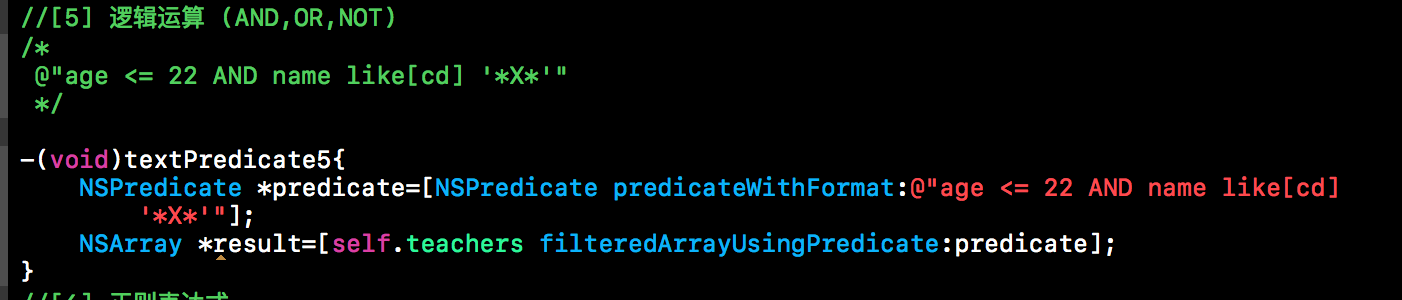 //[5] 逻辑运算 (AND,OR,NOT)
/*
 @"age <= 22 AND name like[cd] '*X*'"
 */
-(void)textPredicate5{
    NSPredicate *predicate=[NSPredicate predicateWithFormat:@"age <= 22 AND name like[cd]
        '*X*'"];
    NSArray *result=[self.teachers filteredArrayUsingPredicate:predicate];
}